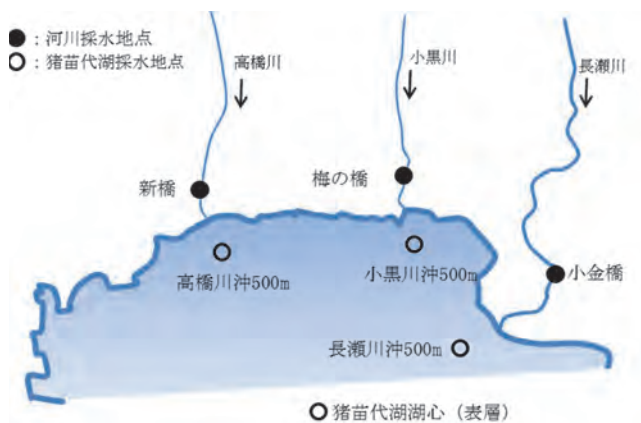 ●：河川採水地点
○：猪苗代湖採水地点
高橋川
小黒川
長瀬川
新橋
梅の橋
小金橋
高橋川沖500m
小黒川沖500m
長瀬川沖500m
○猪苗代湖湖心（表層）